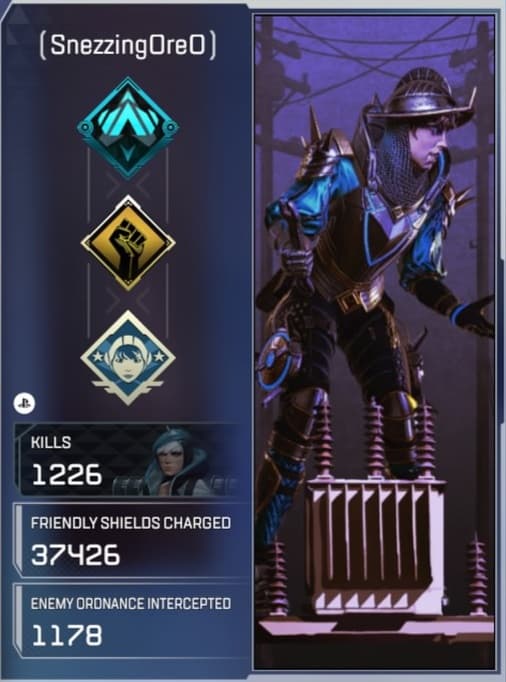 (SnezzingOreO)
KILLS
1226
FRIENDLY SHIELDS CHARGED
37426
ENEMY ORDNANCE INTERCEPTED
1178